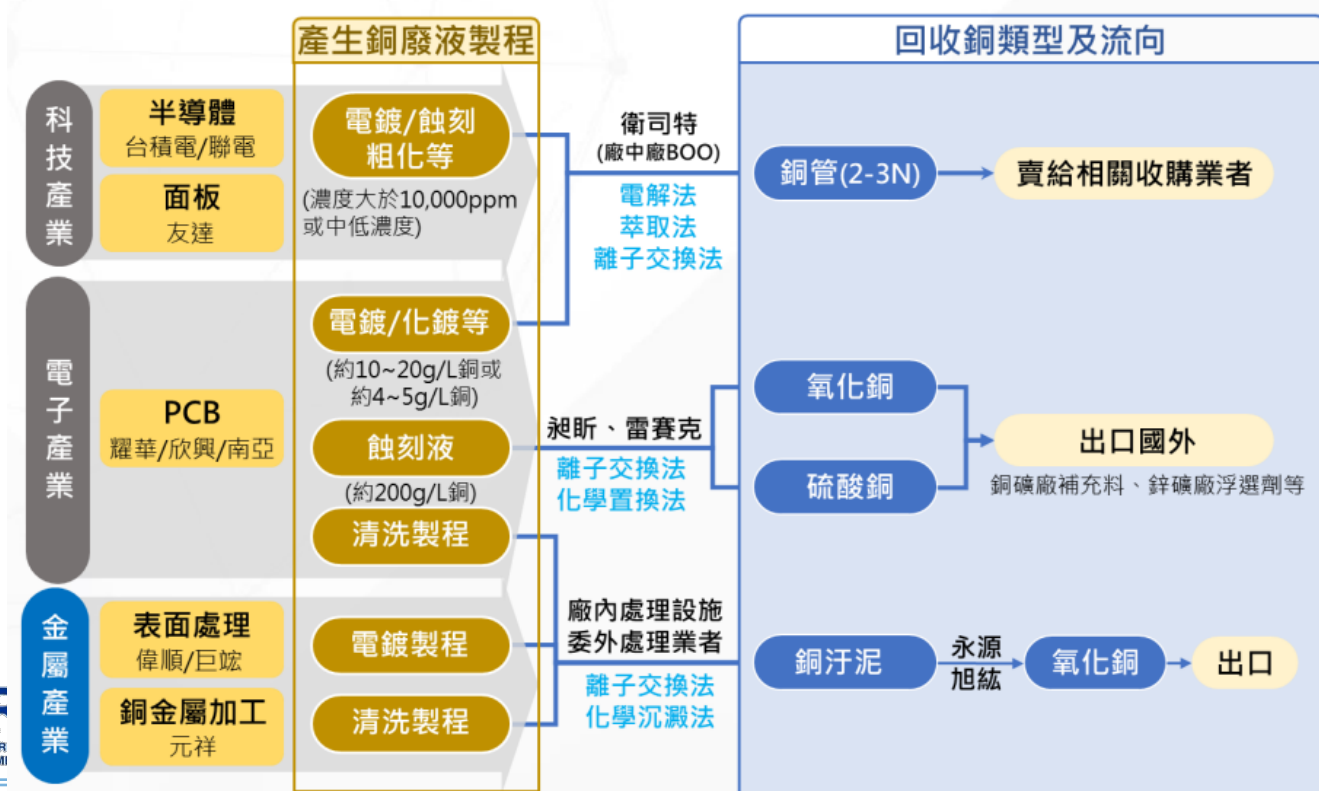 產生銅廢液製程
回收銅類型及流向
科技產業
半導體
台積電/聯電
面板
友達
電鍍/蝕刻
粗化等
(濃度大於10,000ppm
或中低濃度)
衛司特
(廠中廠BOO)
電解法
萃取法
離子交換法
銅管(2-3N)
賣給相關收購業者
電子產業
PCB
耀華/欣興/南亞
電鍍/化鍍等
(約10~20g/L銅或
約4~5g/L銅)
蝕刻液
(約200g/L銅)
清洗製程
昶昕、雷賽克
離子交換法
化學置換法
氧化銅
硫酸銅
出口國外
銅礦廠補充料、鋅礦廠浮選劑等
金屬產業
表面處理
偉順/巨竤
銅金屬加工
元祥
電鍍製程
清洗製程
廠內處理設施
委外處理業者
離子交換法
化學沉澱法
銅汙泥
永源
旭紘
氧化銅
出口